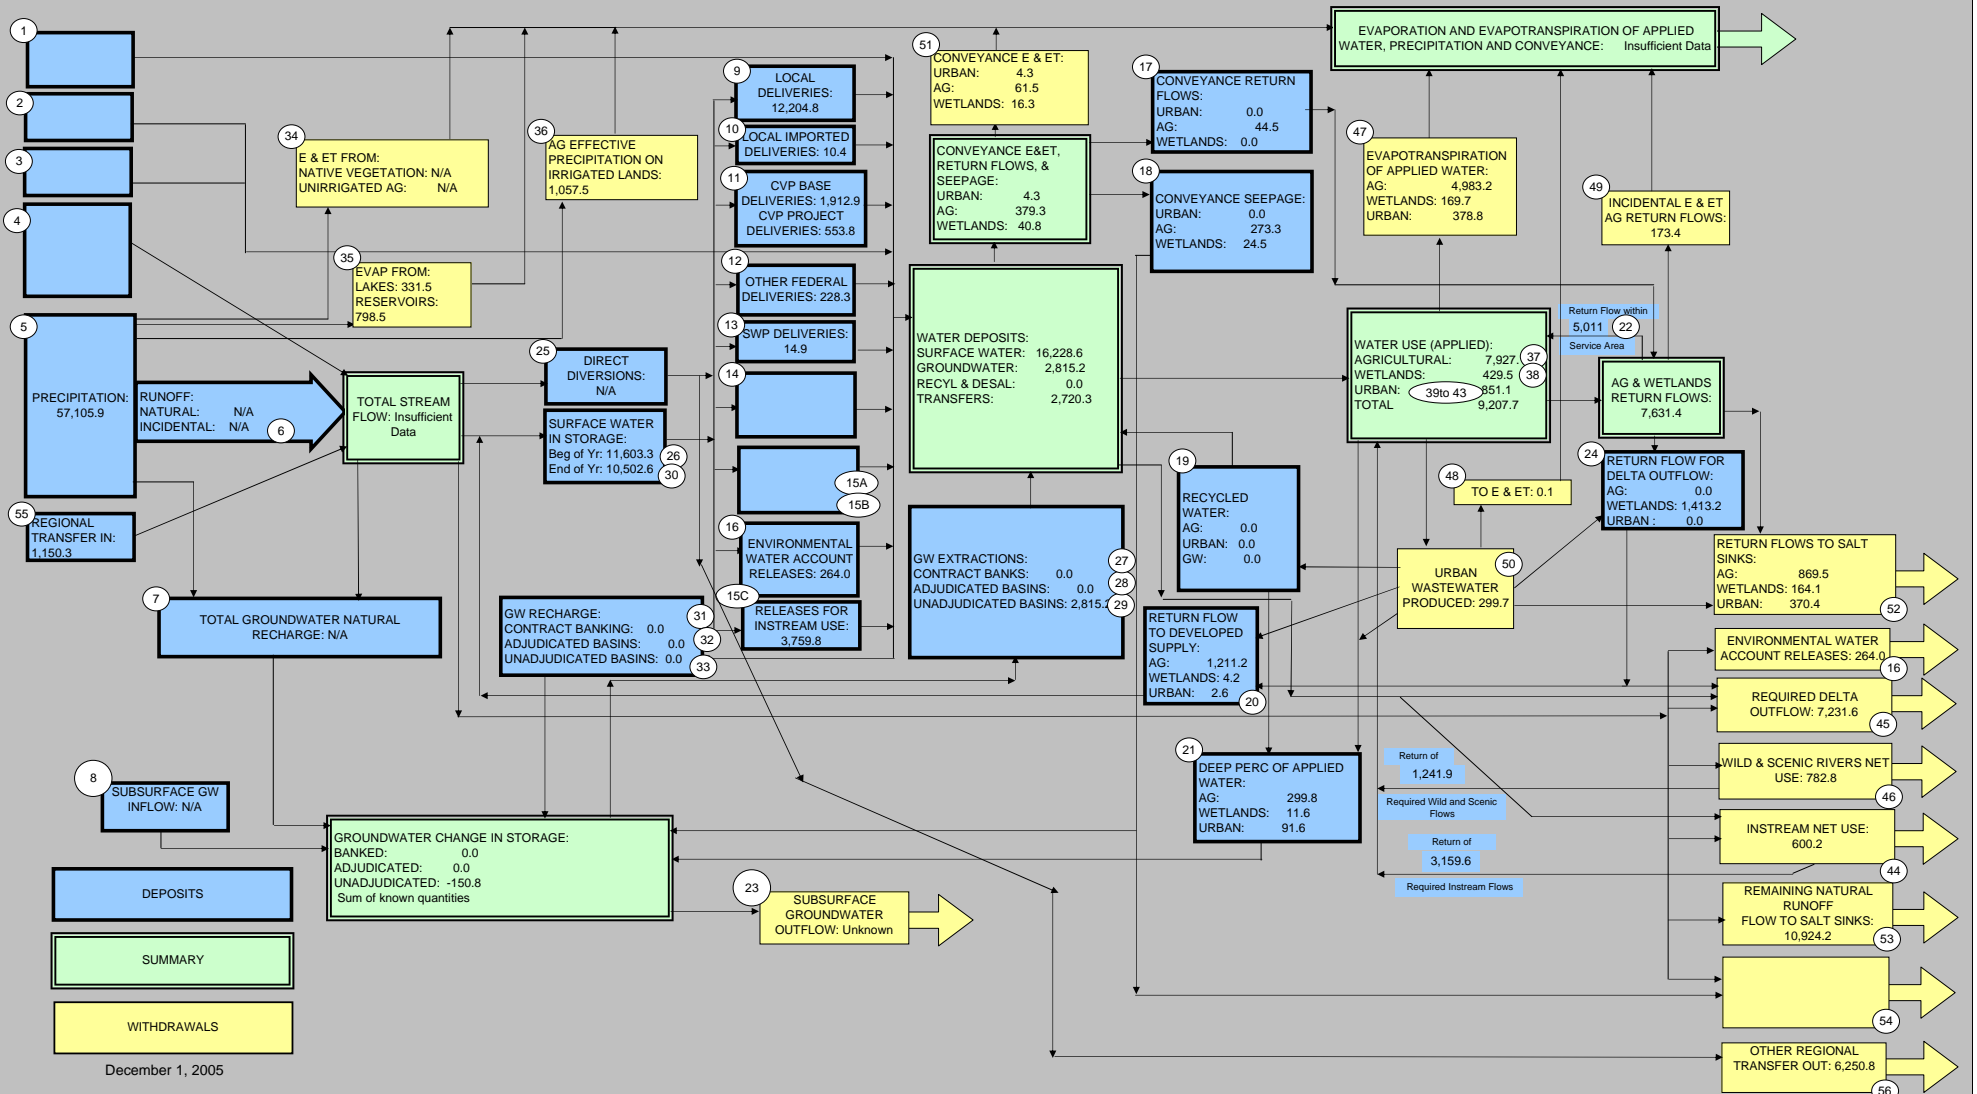 1
2
3
4
5
PRECIPITATION:
57,105.9
RUNOFF:
NATURAL: N/A
INCIDENTAL: N/A
6
55
REGIONAL
TRANSFER IN:
1,150.3
7
TOTAL GROUNDWATER NATURAL
RECHARGE: N/A
8
SUBSURFACE GW
INFLOW: N/A
DEPOSITS
SUMMARY
WITHDRAWALS
December 1, 2005
34
E & ET FROM:
NATIVE VEGETATION: N/A
UNIRRIGATED AG: N/A
35
EVAP FROM:
LAKES: 331.5
RESERVOIRS:
798.5
36
AG EFFECTIVE
PRECIPITATION ON
IRRIGATED LANDS:
1,057.5
TOTAL STREAM
FLOW: Insufficient
Data
25
DIRECT
DIVERSIONS:
N/A
SURFACE WATER
IN STORAGE:
Beg of Yr: 11,603.3
End of Yr: 10,502.6
26
30
GW RECHARGE:
CONTRACT BANKING: 0.0
ADJUDICATED BASINS: 0.0
UNADJUDICATED BASINS: 0.0
31
32
33
GROUNDWATER CHANGE IN STORAGE:
BANKED: 0.0
ADJUDICATED: 0.0
UNADJUDICATED: -150.8
Sum of known quantities
23
SUBSURFACE
GROUNDWATER
OUTFLOW: Unknown
9
LOCAL
DELIVERIES:
12,204.8
10
LOCAL IMPORTED
DELIVERIES: 10.4
11
CVP BASE
DELIVERIES: 1,912.9
CVP PROJECT
DELIVERIES: 553.8
12
OTHER FEDERAL
DELIVERIES: 228.3
13
SWP DELIVERIES:
14.9
14
15A
15B
16
ENVIRONMENTAL
WATER ACCOUNT
RELEASES: 264.0
15C
RELEASES FOR
INSTREAM USE:
3,759.8
51
CONVEYANCE E & ET:
URBAN: 4.3
AG: 61.5
WETLANDS: 16.3
CONVEYANCE E&ET,
RETURN FLOWS, &
SEEPAGE:
URBAN: 4.3
AG: 379.3
WETLANDS: 40.8
WATER DEPOSITS:
SURFACE WATER: 16,228.6
GROUNDWATER: 2,815.2
RECYL & DESAL: 0.0
TRANSFERS: 2,720.3
GW EXTRACTIONS:
CONTRACT BANKS: 0.0
ADJUDICATED BASINS: 0.0
UNADJUDICATED BASINS: 2,815.2
27
28
29
17
CONVEYANCE RETURN
FLOWS:
URBAN: 0.0
AG: 44.5
WETLANDS: 0.0
18
CONVEYANCE SEEPAGE:
URBAN: 0.0
AG: 273.3
WETLANDS: 24.5
19
RECYCLED
WATER:
AG: 0.0
URBAN: 0.0
GW: 0.0
RETURN FLOW
TO DEVELOPED
SUPPLY:
AG: 1,211.2
WETLANDS: 4.2
URBAN: 2.6
20
21
DEEP PERC OF APPLIED
WATER:
AG: 299.8
WETLANDS: 11.6
URBAN: 91.6
EVAPORATION AND EVAPOTRANSPIRATION OF APPLIED
WATER, PRECIPITATION AND CONVEYANCE: Insufficient Data
47
EVAPOTRANSPIRATION
OF APPLIED WATER:
AG: 4,983.2
WETLANDS: 169.7
URBAN: 378.8
49
INCIDENTAL E & ET
AG RETURN FLOWS:
173.4
WATER USE (APPLIED):
AGRICULTURAL: 7,927.
WETLANDS: 429.5
URBAN: 851.1
TOTAL 9,207.7
37
38
39to 43
Return Flow within
5,011
22
Service Area
AG & WETLANDS
RETURN FLOWS:
7,631.4
48
TO E & ET: 0.1
50
URBAN
WASTEWATER
PRODUCED: 299.7
24
RETURN FLOW FOR
DELTA OUTFLOW:
AG: 0.0
WETLANDS: 1,413.2
URBAN : 0.0
RETURN FLOWS TO SALT
SINKS:
AG: 869.5
WETLANDS: 164.1
URBAN: 370.4
52
ENVIRONMENTAL WATER
ACCOUNT RELEASES: 264.0
16
REQUIRED DELTA
OUTFLOW: 7,231.6
45
WILD & SCENIC RIVERS NET
USE: 782.8
46
Return of
1,241.9
Required Wild and Scenic
Flows
INSTREAM NET USE:
600.2
44
Return of
3,159.6
Required Instream Flows
REMAINING NATURAL
RUNOFF
FLOW TO SALT SINKS:
10,924.2
53
54
OTHER REGIONAL
TRANSFER OUT: 6,250.8
56